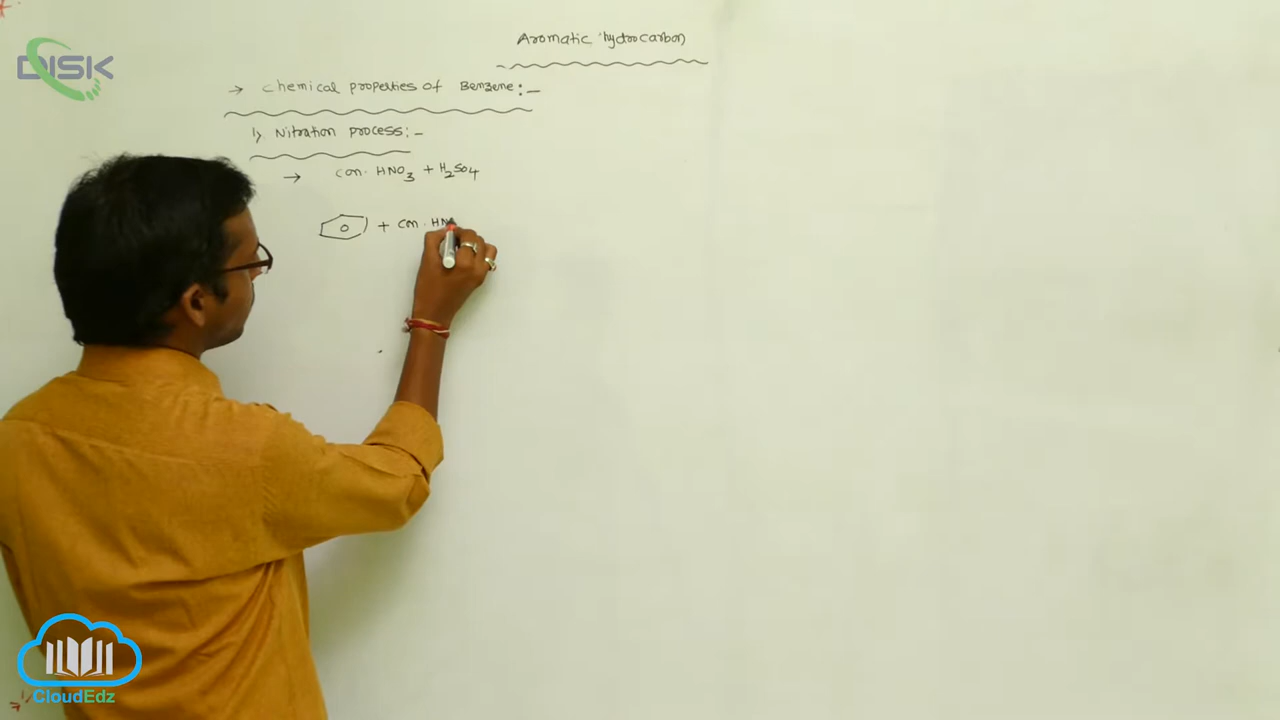 Aromatic hydrocarbon
DISK
→ chemical properties of Benzene:-
1) Nitration process:-
→ con. HNO3 + H2SO4
+ con. HN
CloudEdz